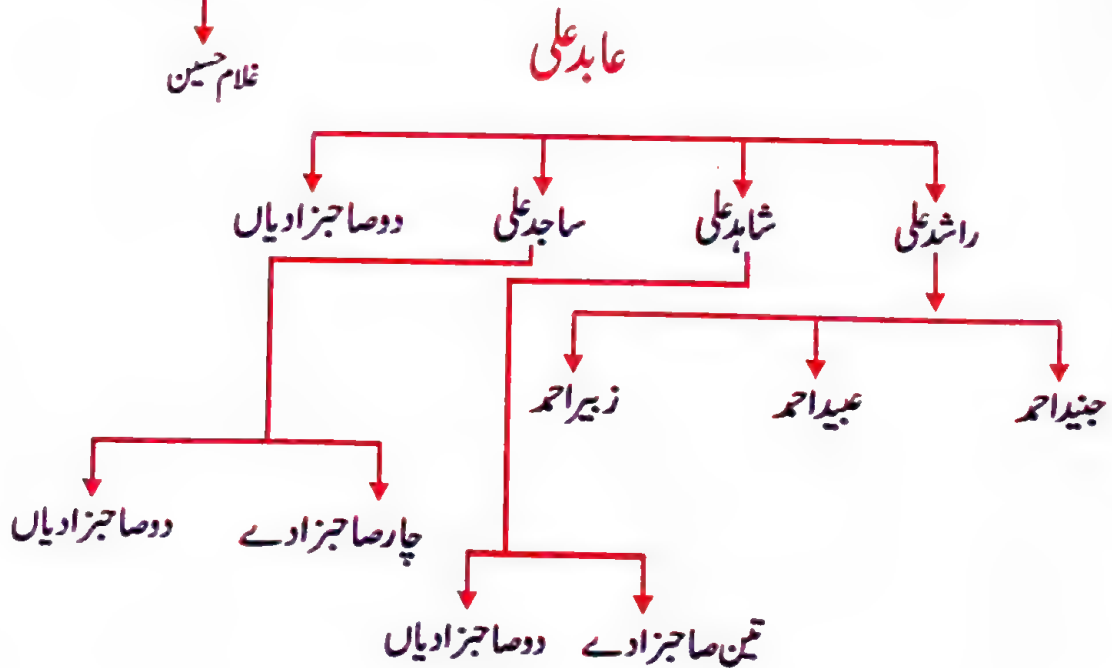 عابد علی
غلام حسین
راشد علی شاہد علی ساجد علی دو صاحبزادیاں
جنید احمد عبید احمد زبیر احمد
چار صاحبزادے دو صاحبزادیاں
تین صاحبزادے دو صاحبزادیاں